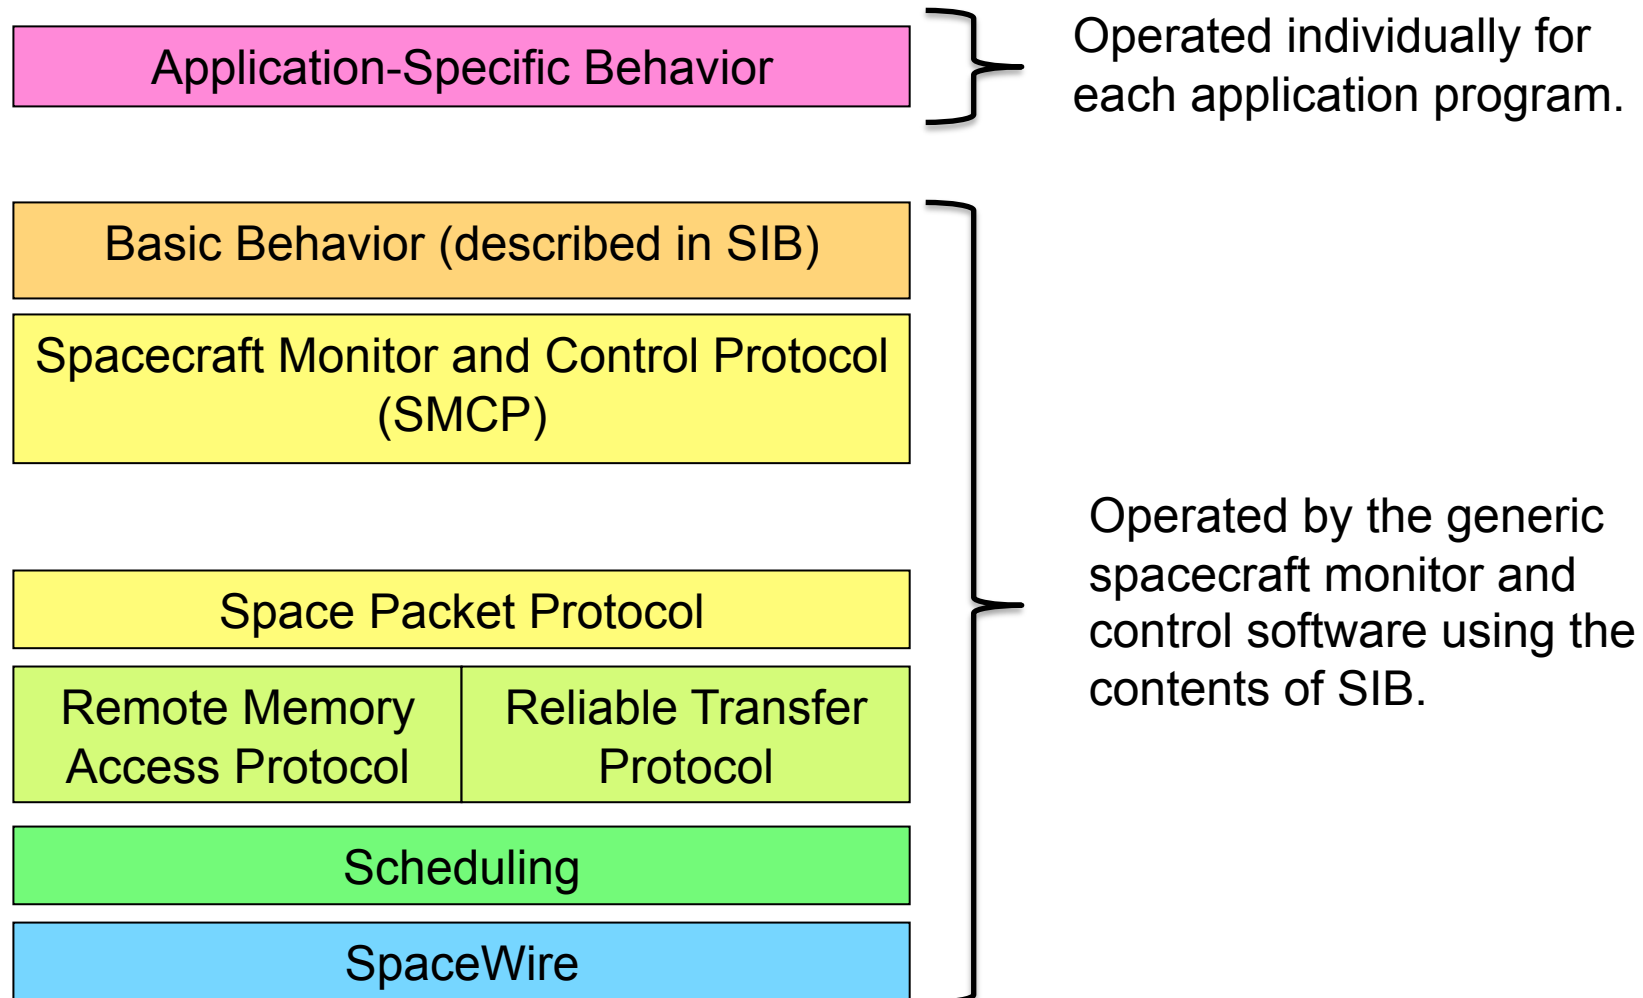 Application-Specific Behavior
Operated individually for
each application program.
Basic Behavior (described in SIB)
Spacecraft Monitor and Control Protocol
(SMCP)
Operated by the generic
spacecraft monitor and
control software using the
contents of SIB.
Space Packet Protocol
Remote Memory
Access Protocol
Reliable Transfer
Protocol
Scheduling
SpaceWire